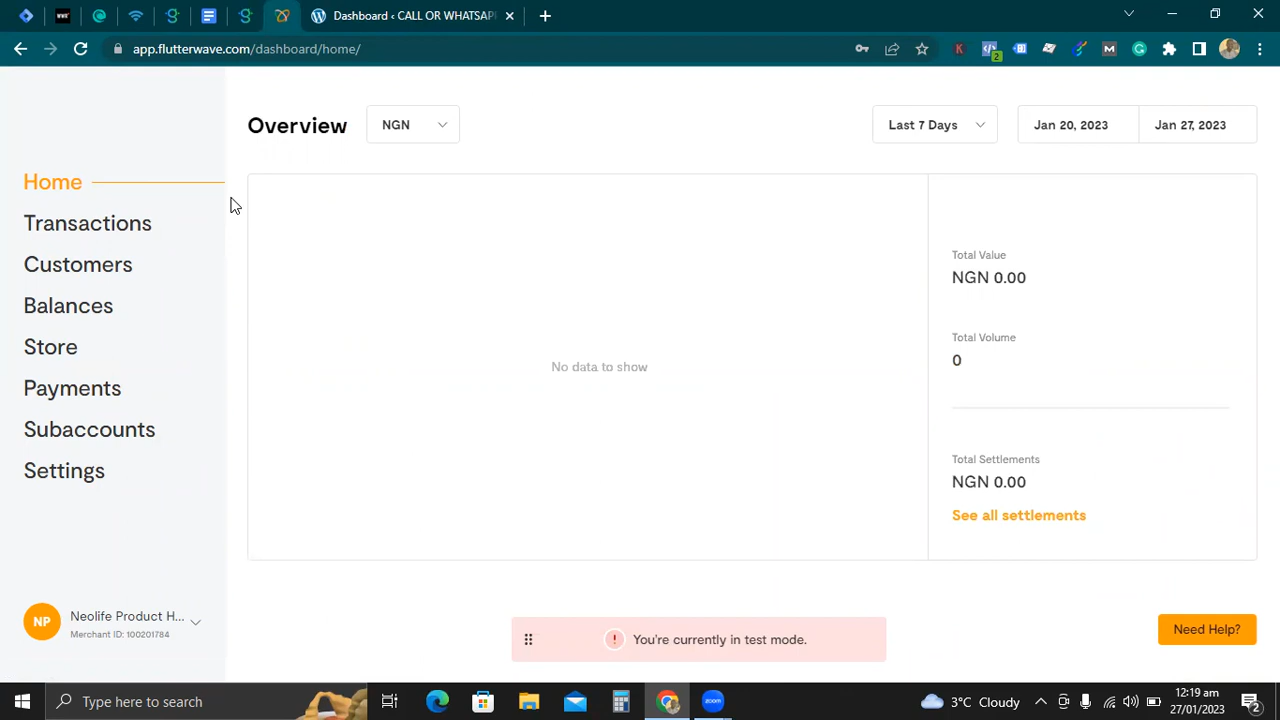 Dashboard ‹ CALL OR WHATSAP
app.flutterwave.com/dashboard/home/
2
Overview
NGN
Last 7 Days
Jan 20, 2023
Jan 27, 2023
Home
Transactions
Customers
Balances
Store
Payments
Subaccounts
Settings
No data to show
Total Value
NGN 0.00
Total Volume
0
Total Settlements
NGN 0.00
See all settlements
NP
Neolife Product H...
Merchant ID: 100201784
You're currently in test mode.
Need Help?
Type here to search
zoom
3°C Cloudy
12:19 am
27/01/2023
2